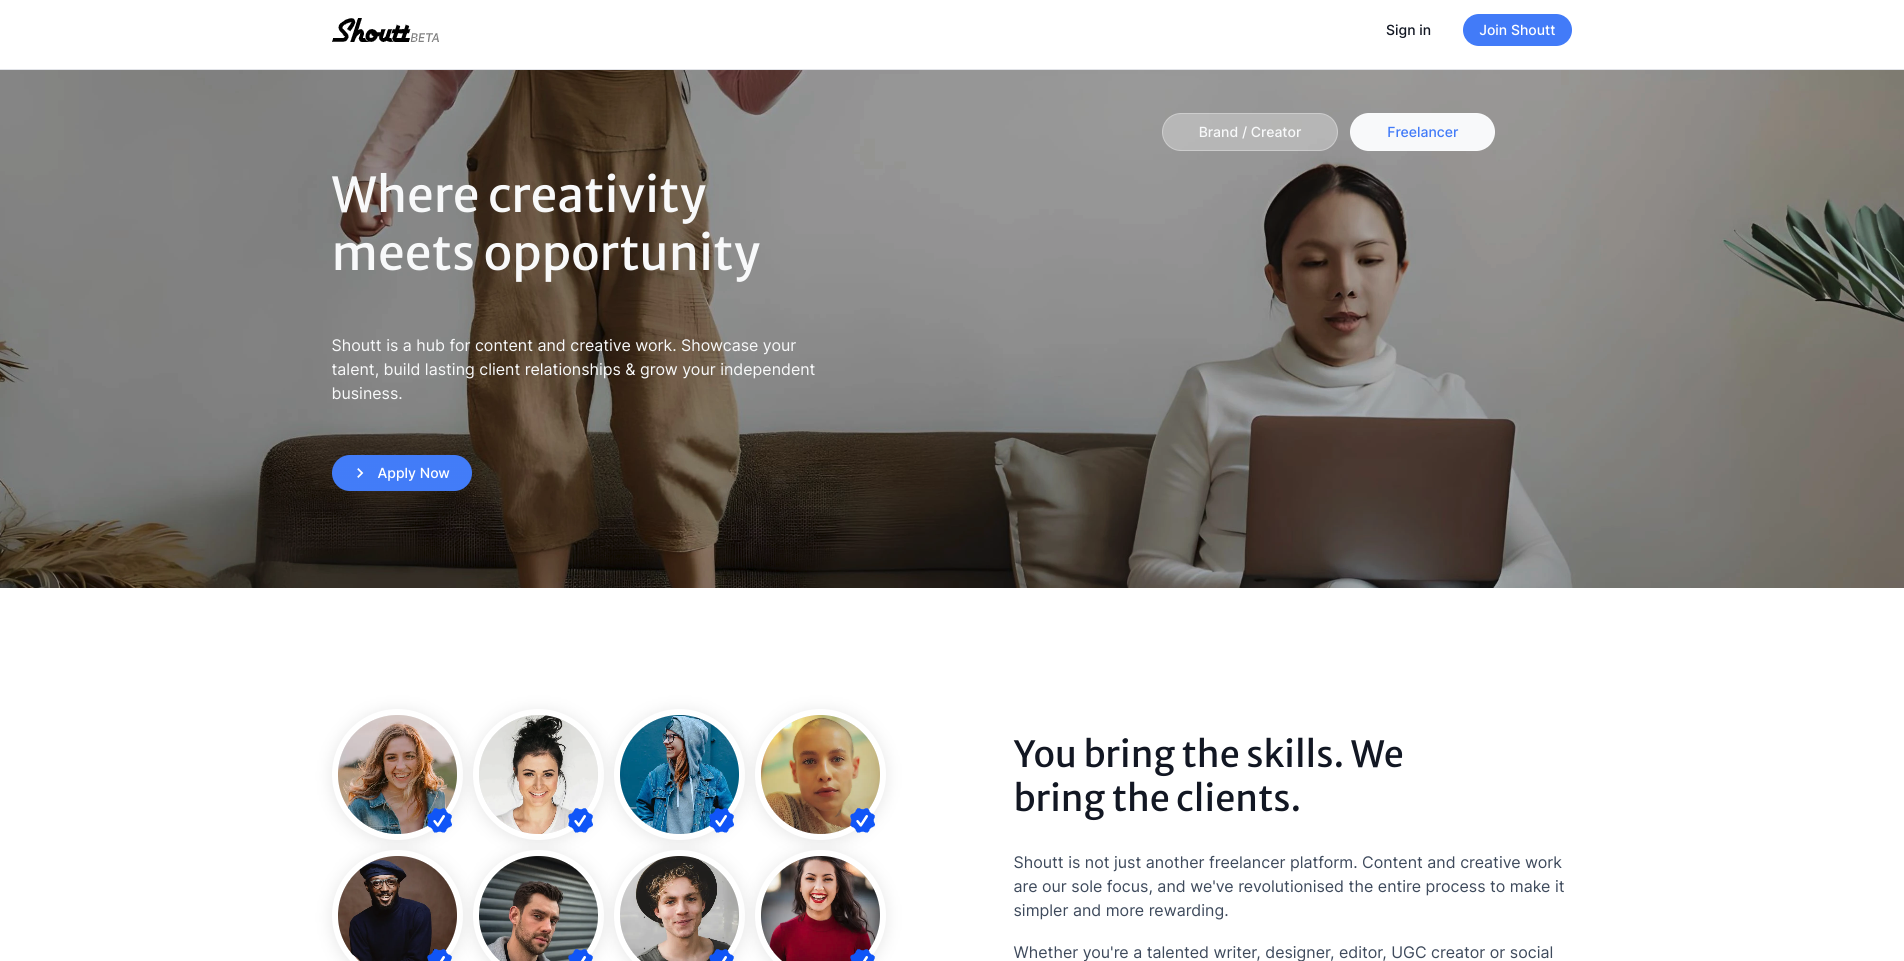 Shoutt BETA
Sign in
Join Shoutt
Brand / Creator
Freelancer
Where creativity
meets opportunity
Shoutt is a hub for content and creative work. Showcase your
talent, build lasting client relationships & grow your independent
business.
Apply Now
You bring the skills. We
bring the clients.
Shoutt is not just another freelancer platform. Content and creative work
are our sole focus, and we've revolutionised the entire process to make it
simpler and more rewarding.
Whether you're a talented writer, designer, editor, UGC creator or social